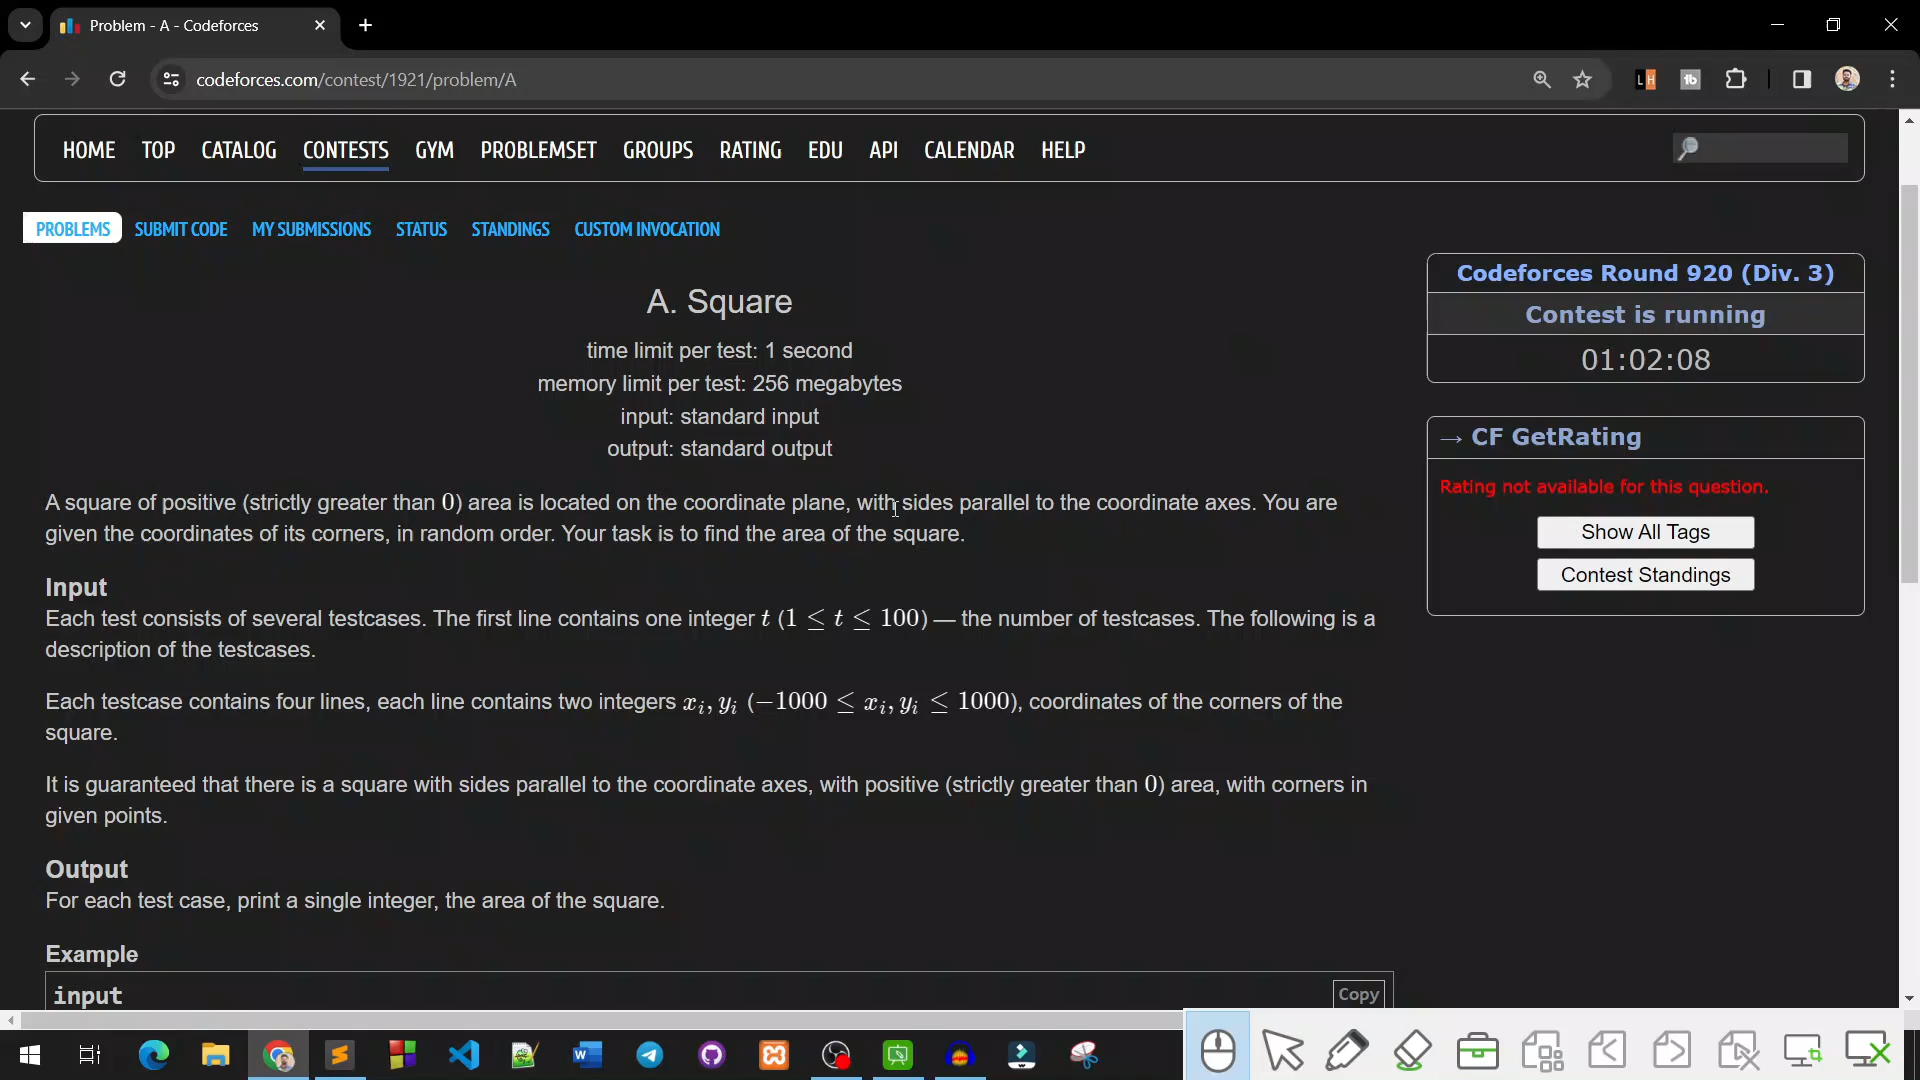 Problem - A - Codeforces
codeforces.com/contest/1921/problem/A
HOME TOP CATALOG CONTESTS GYM PROBLEMSET GROUPS RATING EDU API CALENDAR HELP
PROBLEMS SUBMIT CODE MY SUBMISSIONS STATUS STANDINGS CUSTOM INVOCATION
A. Square
time limit per test: 1 second
memory limit per test: 256 megabytes
input: standard input
output: standard output
A square of positive (strictly greater than 0) area is located on the coordinate plane, with sides parallel to the coordinate axes. You are
given the coordinates of its corners, in random order. Your task is to find the area of the square.
Input
Each test consists of several testcases. The first line contains one integer t (1 ≤ t ≤ 100) — the number of testcases. The following is a
description of the testcases.
Each testcase contains four lines, each line contains two integers xᵢ, yᵢ (−1000 ≤ xᵢ, yᵢ ≤ 1000), coordinates of the corners of the
square.
It is guaranteed that there is a square with sides parallel to the coordinate axes, with positive (strictly greater than 0) area, with corners in
given points.
Output
For each test case, print a single integer, the area of the square.
Example
input
Copy
Codeforces Round 920 (Div. 3)
Contest is running
01:02:08
→ CF GetRating
Rating not available for this question.
Show All Tags
Contest Standings